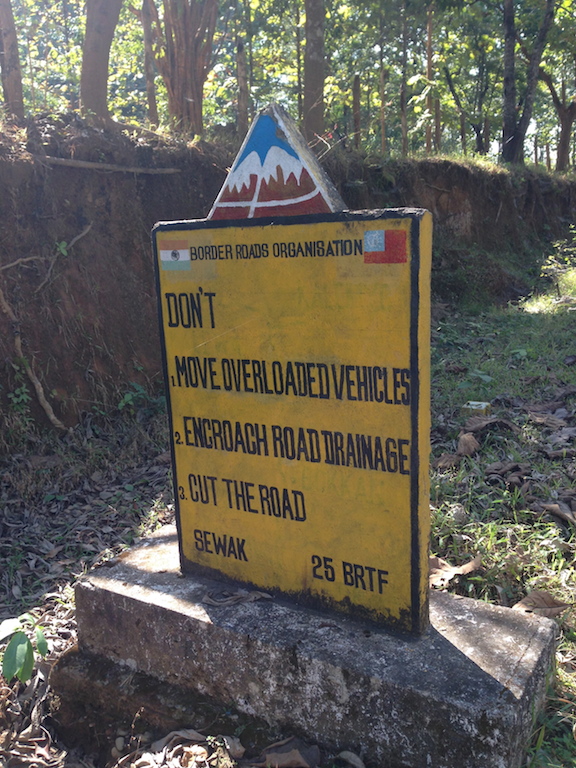 BORDER ROADS ORGANISATION
DON'T
1. MOVE OVERLOADED VEHICLES
2. ENCROACH ROAD DRAINAGE
3. CUT THE ROAD
SEWAK 25 BRTF